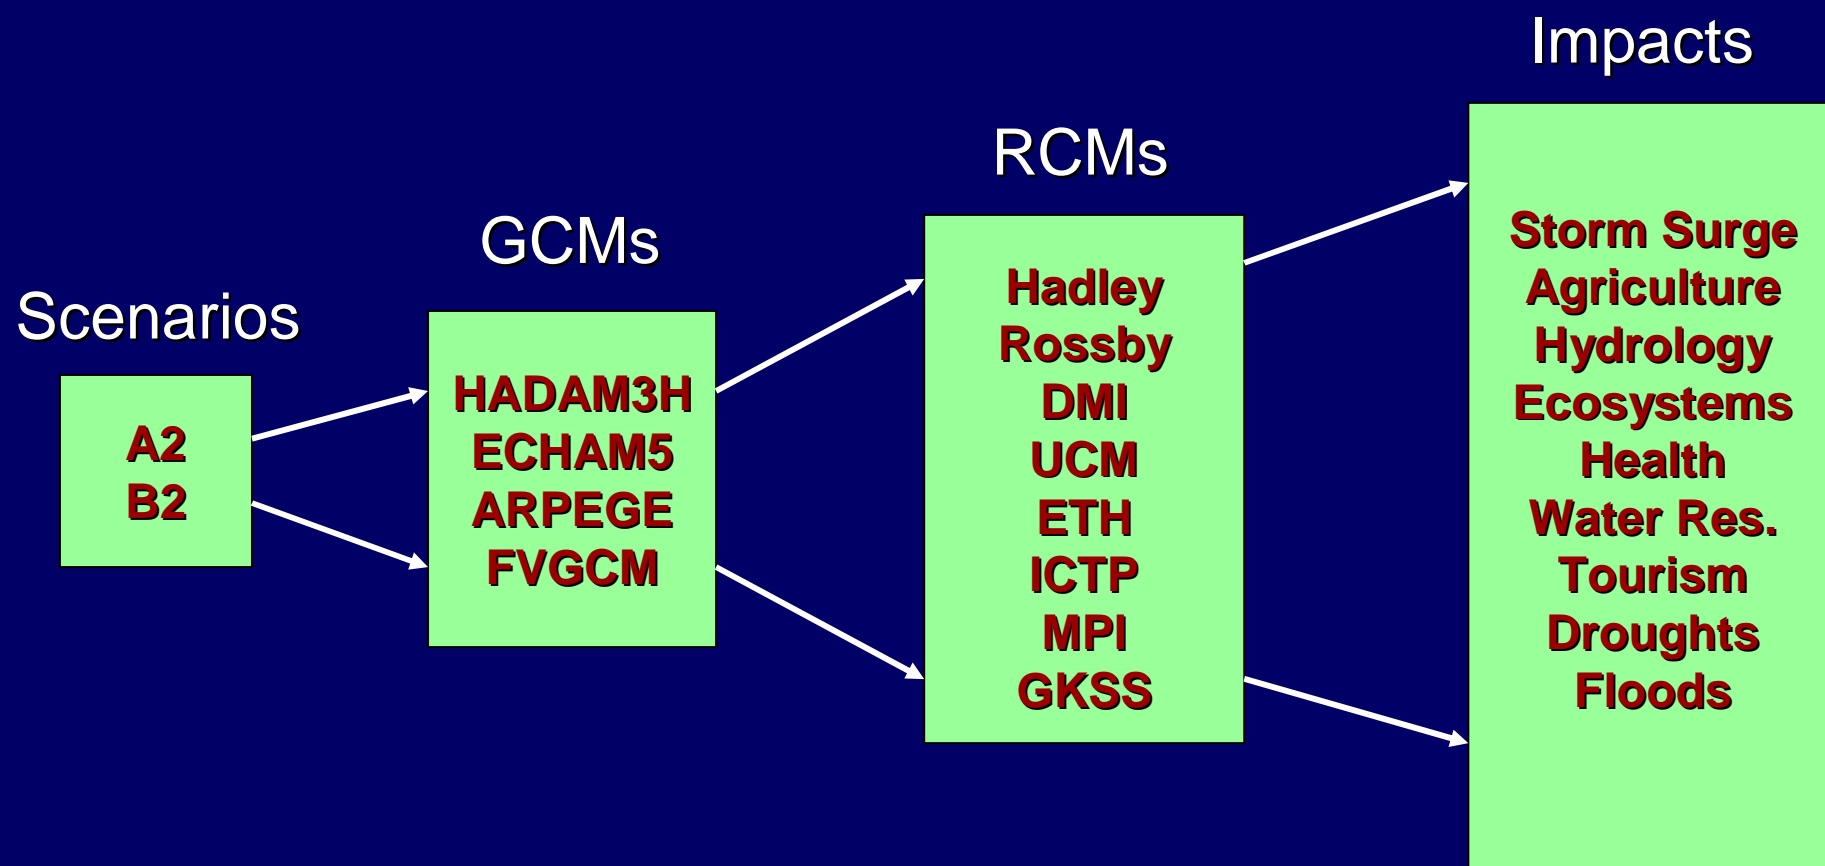 Scenarios
A2
B2
GCMs
HADAM3H
ECHAM5
ARPEGE
FVGCM
RCMs
Hadley
Rossby
DMI
UCM
ETH
ICTP
MPI
GKSS
Impacts
Storm Surge
Agriculture
Hydrology
Ecosystems
Health
Water Res.
Tourism
Droughts
Floods